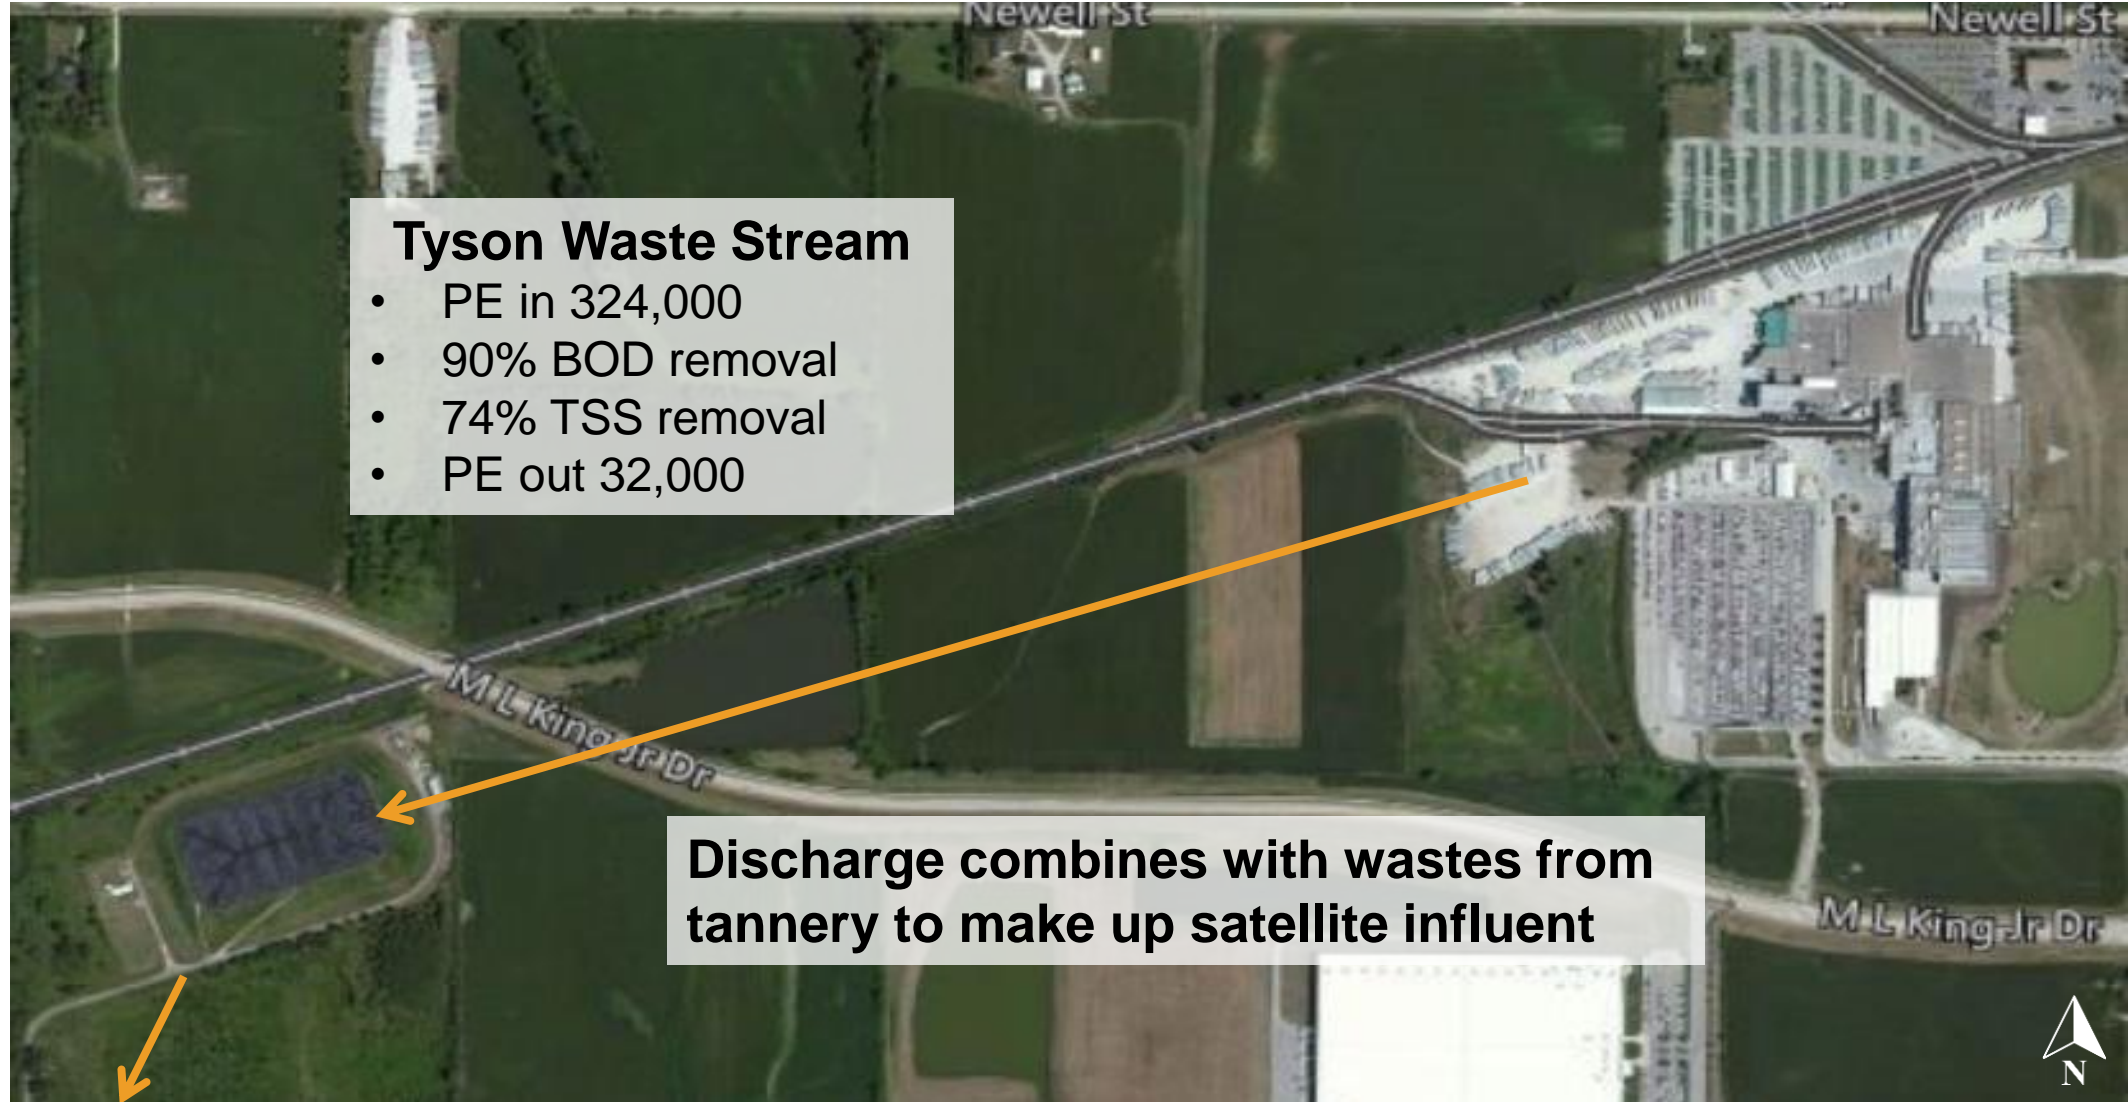 Newell St
Newell St
Tyson Waste Stream
• PE in 324,000
• 90% BOD removal
• 74% TSS removal
• PE out 32,000
M L King Jr Dr
Discharge combines with wastes from
tannery to make up satellite influent
M L King Jr Dr
N